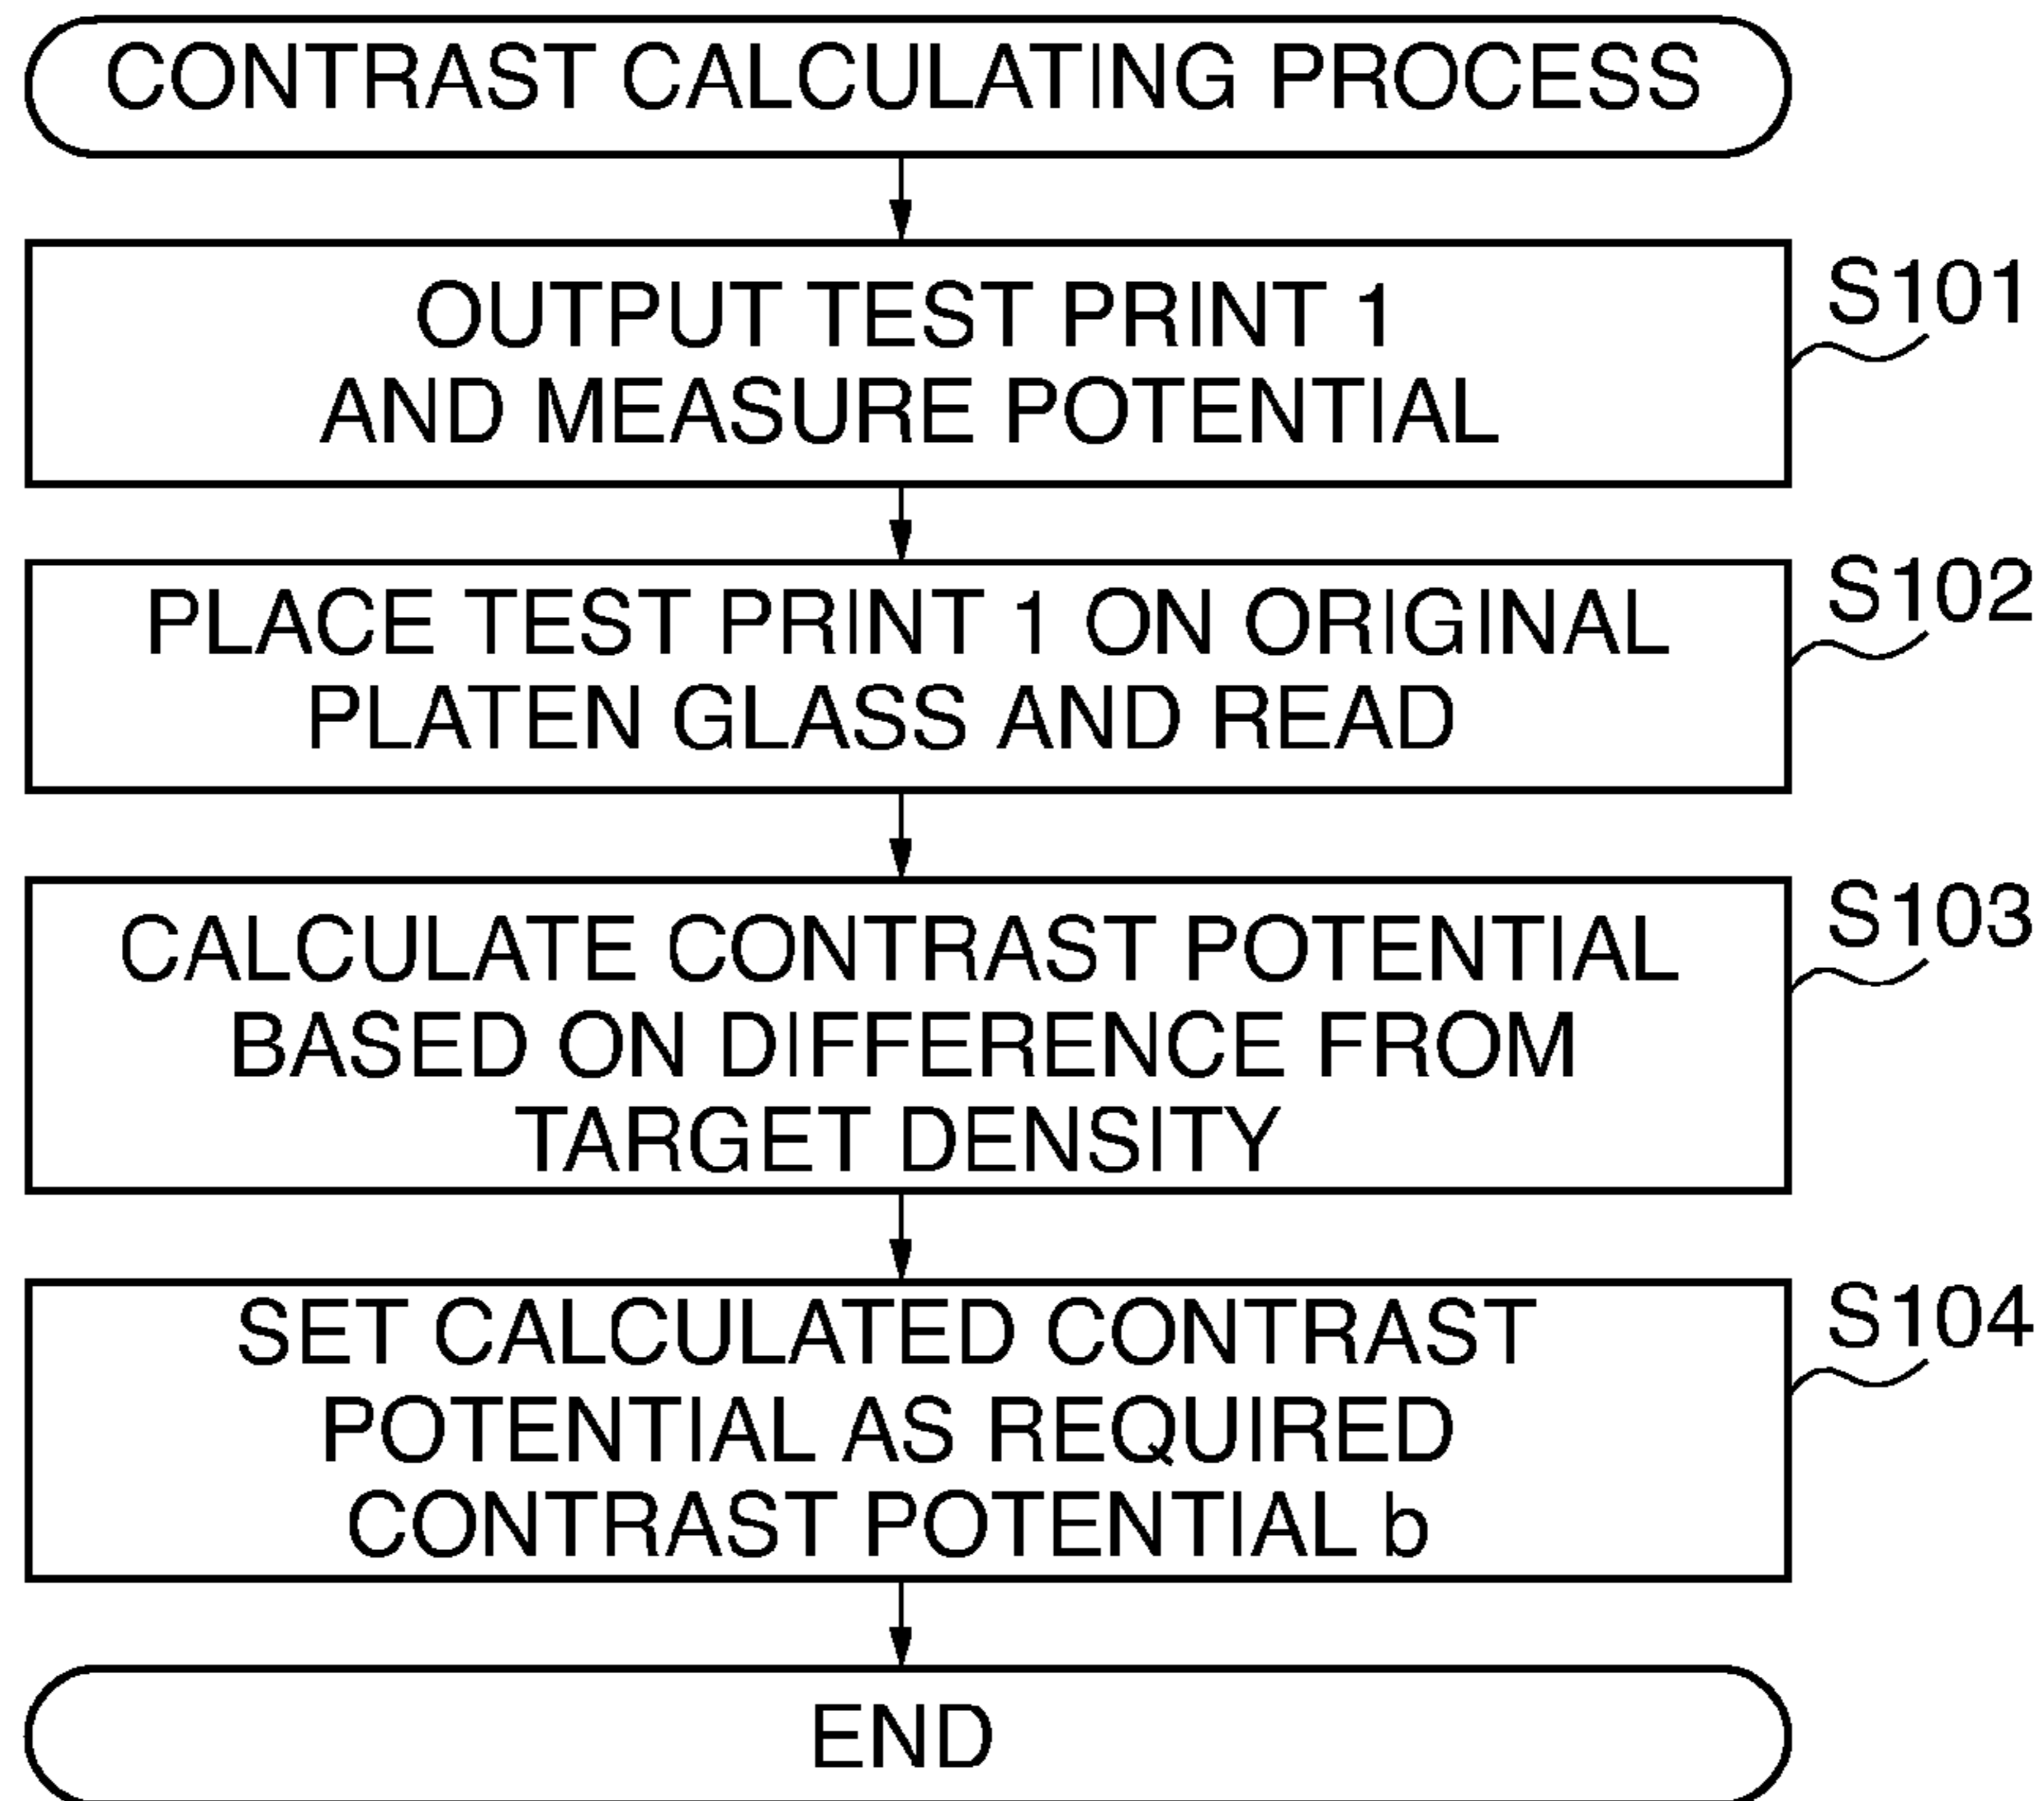 CONTRAST CALCULATING PROCESS
OUTPUT TEST PRINT 1
AND MEASURE POTENTIAL
S101
PLACE TEST PRINT 1 ON ORIGINAL
PLATEN GLASS AND READ
S102
CALCULATE CONTRAST POTENTIAL
BASED ON DIFFERENCE FROM
TARGET DENSITY
S103
SET CALCULATED CONTRAST
POTENTIAL AS REQUIRED
CONTRAST POTENTIAL b
S104
END